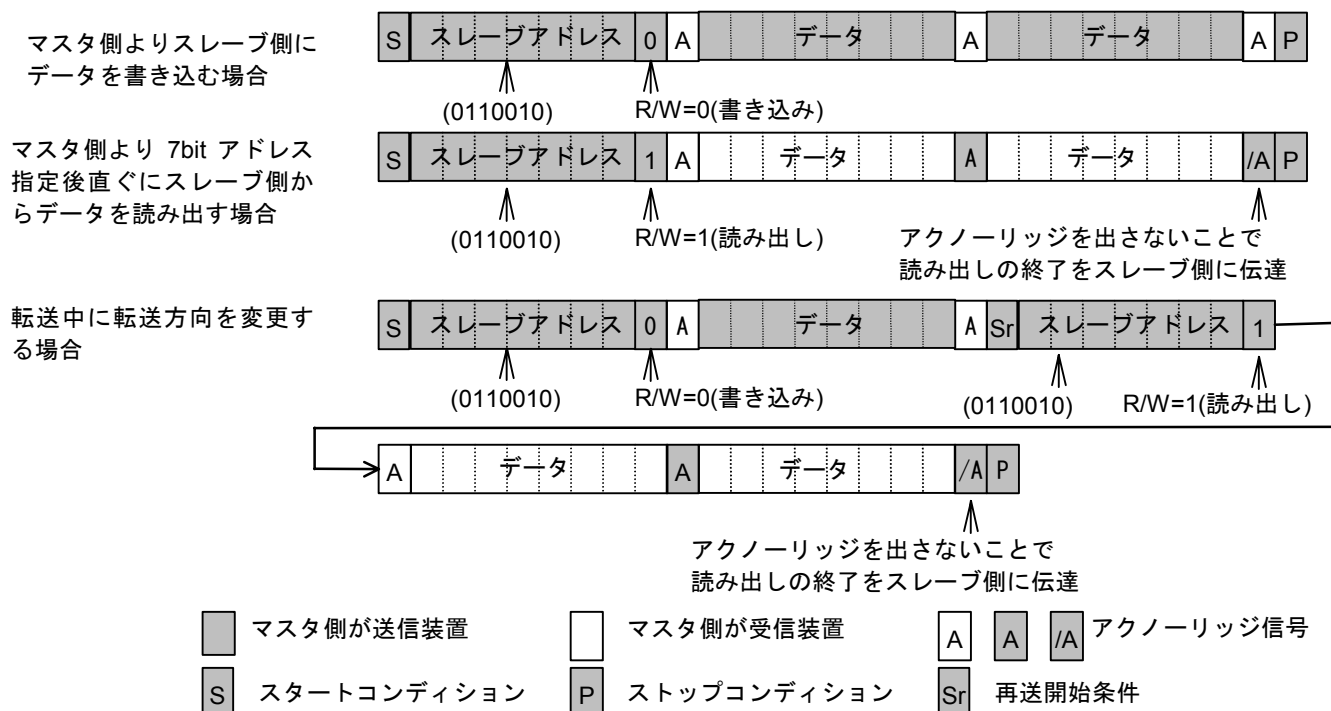 マスタ側よりスレーブ側に
データを書き込む場合
S スレーブアドレス 0 A データ A データ A P
(0110010) R/W=0(書き込み)
マスタ側より 7bit アドレス
指定後直ぐにスレーブ側か
らデータを読み出す場合
S スレーブアドレス 1 A データ A データ /A P
(0110010) R/W=1(読み出し)
アクノーリッジを出さないことで
読み出しの終了をスレーブ側に伝達
転送中に転送方向を変更す
る場合
S スレーブアドレス 0 A データ A Sr スレーブアドレス 1
(0110010) R/W=0(書き込み) (0110010) R/W=1(読み出し)
A データ A データ /A P
アクノーリッジを出さないことで
読み出しの終了をスレーブ側に伝達
マスタ側が送信装置 マスタ側が受信装置 A A /A アクノーリッジ信号
S スタートコンディション P ストップコンディション Sr 再送開始条件